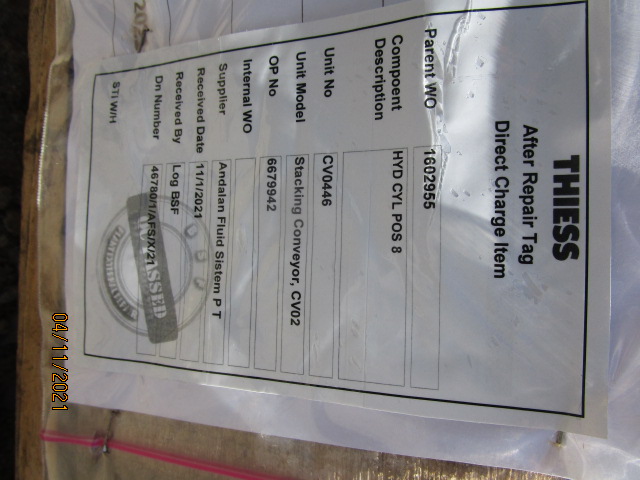 THIESS
After Repair Tag
Direct Charge Item
Parent WO 1602955
Compoent Description HYD CYL POS 8
Unit No CV0446
Unit Model Stacking Conveyor, CV02
OP No 6679942
Internal WO
Supplier Andalan Fluid Sistem P T
Received Date 11/1/2021
Received By Log BSF
Dn Number 46780/1/AFS/X/21
STI W/H
PASSED
04/11/2021